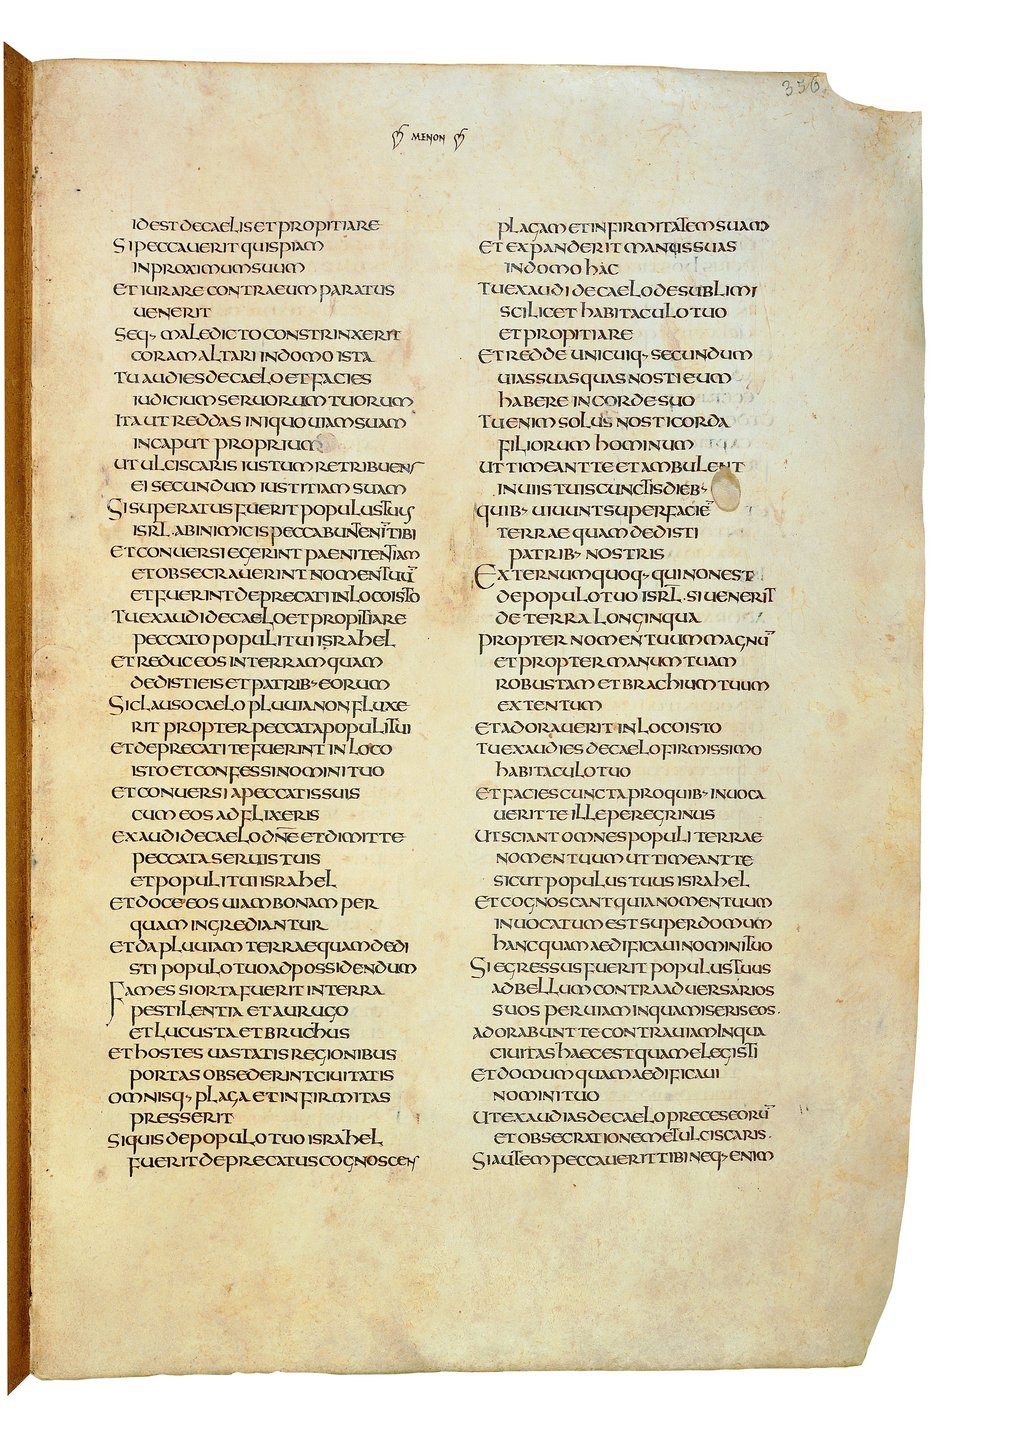 356
MENON
IDEST DECAELIS ET PROPITIARE
SI PECCAUERIT QUISPIAM
IN PROXIMUM SUUM
ET IURARE CONTRA EUM PARATUS
UENERIT
SEQ· MALEDICTO CONSTRINXERIT
CORAM ALTARI IN DOMO ISTA
TU AUDIES DE CAELO ET FACIES
IUDICIUM SERUORUM TUORUM
ITA UT REDDAS INIQUO UIAM SUAM
IN CAPUT PROPRIUM
UT ULCISCARIS IUSTUM RETRIBUENS
EI SECUNDUM IUSTITIAM SUAM
SI SUPERATUS FUERIT POPULUS TUUS
ISRL· AB INIMICIS PECCABUNT ENIM TIBI
ET CONUERSI EGERINT PAENITENTIAM
ET OBSECRAUERINT NOMEN TUŪ
ET FUERINT DEPRECATI IN LOCO ISTO
TU EXAUDI DE CAELO ET PROPITIARE
PECCATO POPULI TUI ISRAHEL
ET REDUC EOS IN TERRAM QUAM
DEDISTI EIS ET PATRIB· EORUM
SI CLAUSO CAELO PLUUIA NON FLUXE
RIT PROPTER PECCATA POPULI TUI
ET DEPRECATI TE FUERINT IN LOCO
ISTO ET CONFESSI NOMINI TUO
ET CONUERSI A PECCATIS SUIS
CUM EOS ADFLIXERIS
EXAUDI DE CAELO DN̄E ET DIMITTE
PECCATA SERUIS TUIS
ET POPULI TUI ISRAHEL
ET DOCE EOS UIAM BONAM PER
QUAM INGREDIANTUR
ET DA PLUUIAM TERRAE QUAM DEDI
STI POPULO TUO AD POSSIDENDUM
FAMES SI ORTA FUERIT IN TERRA
PESTILENTIA ET AURUGO
ET LUCUSTA ET BRUCHUS
ET HOSTES UASTATIS REGIONIBUS
PORTAS OBSEDERINT CIUITATIS
OMNISQ· PLAGA ET INFIRMITAS
PRESSERIT
SI QUIS DE POPULO TUO ISRAHEL
FUERIT DEPRECATUS COGNOSCENS
PLAGAM ET INFIRMITATEM SUAM
ET EXPANDERIT MANUS SUAS
IN DOMO HAC
TU EXAUDI DE CAELO DE SUBLIMI
SCILICET HABITACULO TUO
ET PROPITIARE
ET REDDE UNICUIQ· SECUNDUM
UIAS SUAS QUAS NOSTI EUM
HABERE IN CORDE SUO
TU ENIM SOLUS NOSTI CORDA
FILIORUM HOMINUM
UT TIMEANT TE ET AMBULENT
IN UIIS TUIS CUNCTIS DIEB·
QUIB· UIUUNT SUPER FACIĒ
TERRAE QUAM DEDISTI
PATRIB· NOSTRIS
EXTERNUM QUOQ· QUI NON EST
DE POPULO TUO ISRL· SI UENERIT
DE TERRA LONGINQUA
PROPTER NOMEN TUUM MAGNŪ
ET PROPTER MANUM TUAM
ROBUSTAM ET BRACHIUM TUUM
EXTENTUM
ET ADORAUERIT IN LOCO ISTO
TU EXAUDIES DE CAELO FIRMISSIMO
HABITACULO TUO
ET FACIES CUNCTA PRO QUIB· INUOCA
UERIT TE ILLE PEREGRINUS
UT SCIANT OMNES POPULI TERRAE
NOMEN TUUM UT TIMEANT TE
SICUT POPULUS TUUS ISRAHEL
ET COGNOSCANT QUIA NOMEN TUUM
INUOCATUM EST SUPER DOMUM
HANC QUAM AEDIFICAUI NOMINI TUO
SI EGRESSUS FUERIT POPULUS TUUS
AD BELLUM CONTRA ADUERSARIOS
SUOS PER UIAM IN QUA MISERIS EOS·
ADORABUNT TE CONTRA UIAM IN QUA
CIUITAS HAEC EST QUAM ELEGISTI
ET DOMUM QUAM AEDIFICAUI
NOMINI TUO
UT EXAUDIAS DE CAELO PRECES EORŪ
ET OBSECRATIONEM ET ULCISCARIS·
SI AUTEM PECCAUERIT TIBI NEQ· ENIM